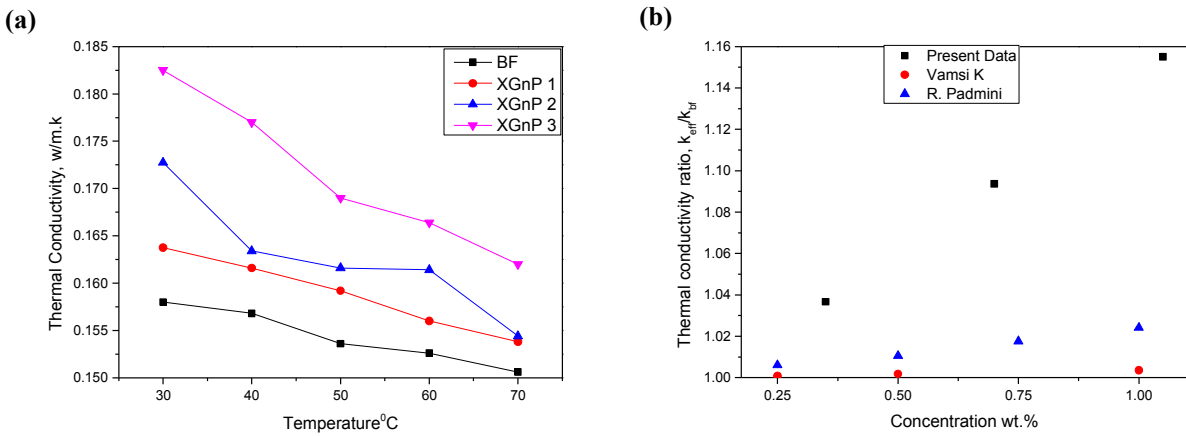 (a)
0.185
0.180
0.175
0.170
0.165
0.160
0.155
0.150
30
40
50
60
70
Thermal Conductivity, w/m.k
Temperature⁰C
BF
XGnP 1
XGnP 2
XGnP 3
(b)
1.16
1.14
1.12
1.10
1.08
1.06
1.04
1.02
1.00
0.25
0.50
0.75
1.00
Thermal conductivity ratio, k_eff/k_bf
Concentration wt.%
Present Data
Vamsi K
R. Padmini